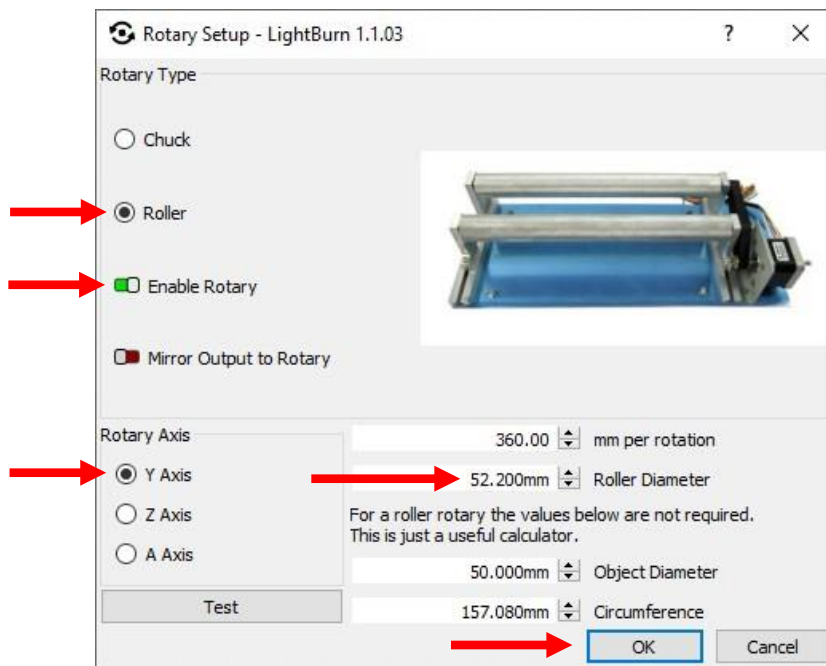 Rotary Setup - LightBurn 1.1.03 ?
Rotary Type
Chuck
Roller
Enable Rotary
Mirror Output to Rotary
Rotary Axis
Y Axis
Z Axis
A Axis
Test
360.00 mm per rotation
52.200mm Roller Diameter
For a roller rotary the values below are not required.
This is just a useful calculator.
50.000mm Object Diameter
157.080mm Circumference
OK Cancel